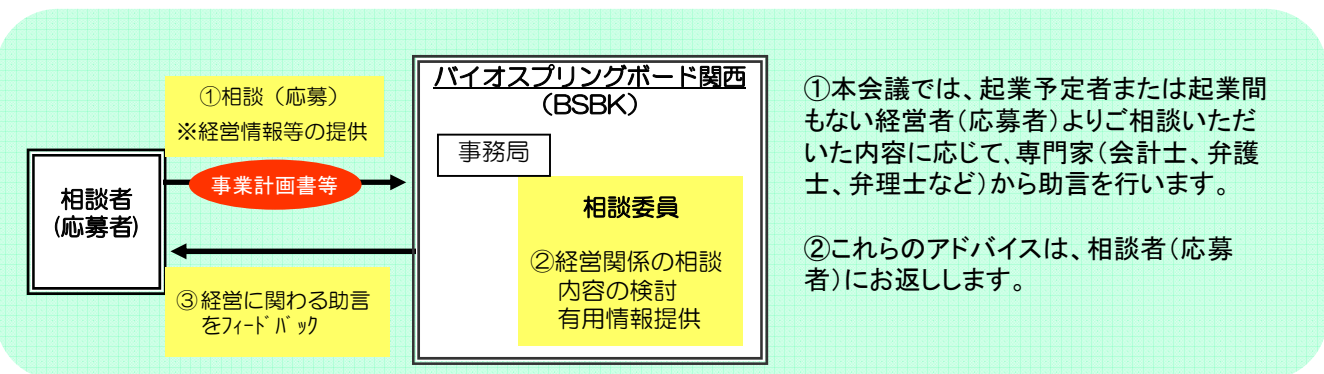 ①相談（応募）
※経営情報等の提供
事業計画書等
相談者
(応募者)
③経営に関わる助言
をﾌｨｰﾄﾞﾊﾞｯｸ
バイオスプリングボード関西
（BSBK）
事務局
相談委員
②経営関係の相談
内容の検討
有用情報提供
①本会議では、起業予定者または起業間
もない経営者（応募者）よりご相談いただ
いた内容に応じて、専門家（会計士、弁護
士、弁理士など）から助言を行います。
②これらのアドバイスは、相談者（応募
者）にお返しします。